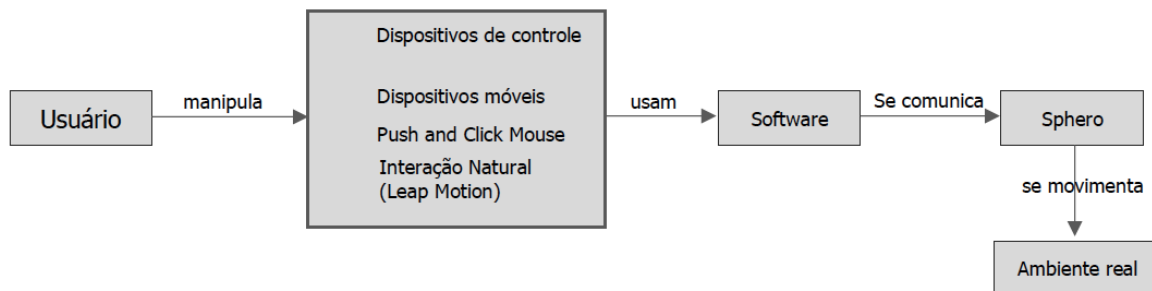 Usuário
manipula
Dispositivos de controle
Dispositivos móveis
Push and Click Mouse
Interação Natural
(Leap Motion)
usam
Software
Se comunica
Sphero
se movimenta
Ambiente real